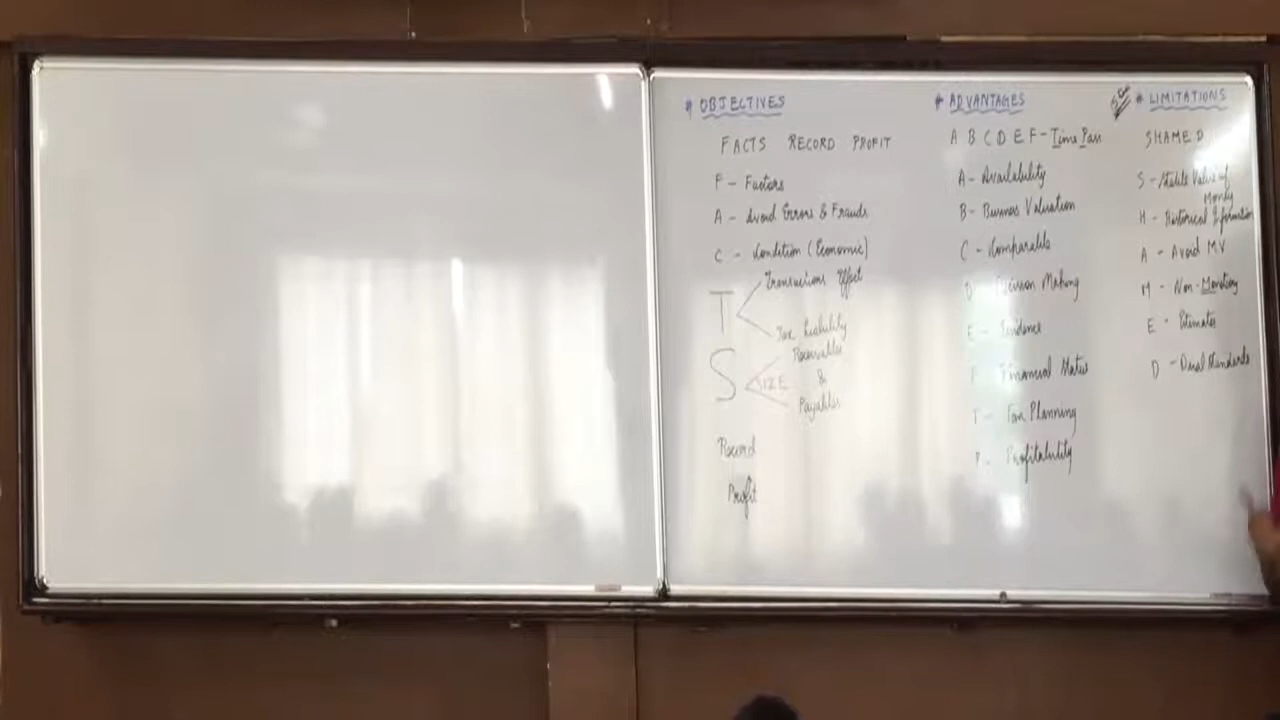 # OBJECTIVES
FACTS RECORD PROFIT
F - Factors
A - Avoid Errors & Frauds
C - Condition (Economic)
T
Transactions Effect
Tax Liability
S
SIZE
Receivables
&
Payables
Record
Profit
# ADVANTAGES
A B C D E F - Time Pass
A - Availability
B - Business Valuation
C - Comparable
D - Decision Making
E - Evidence
F - Financial Status
T - Tax Planning
P - Profitability
# LIMITATIONS
SHAMED
S - Stable Value of
Money
H - Historical Information
A - Avoid MV
M - Non-Monetary
E - Estimates
D - Dual Standards